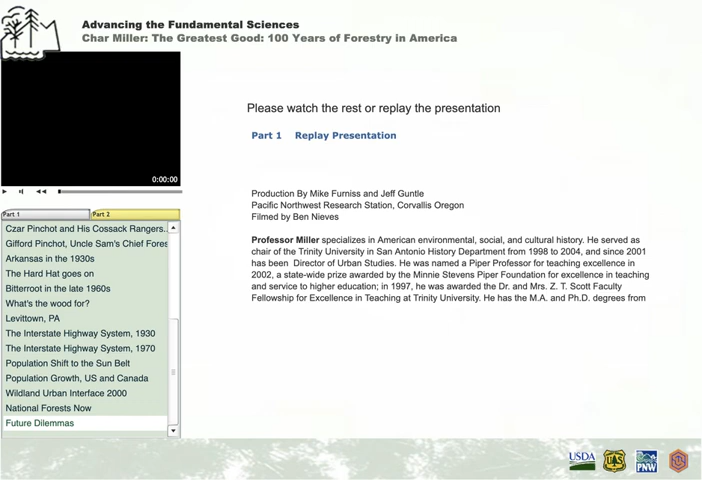 Advancing the Fundamental Sciences
Char Miller: The Greatest Good: 100 Years of Forestry in America
0:00:00
Part 1
Part 2
Czar Pinchot and His Cossack Rangers..
Gifford Pinchot, Uncle Sam's Chief Fores
Arkansas in the 1930s
The Hard Hat goes on
Bitterroot in the late 1960s
What's the wood for?
Levittown, PA
The Interstate Highway System, 1930
The Interstate Highway System, 1970
Population Shift to the Sun Belt
Population Growth, US and Canada
Wildland Urban Interface 2000
National Forests Now
Future Dilemmas
Please watch the rest or replay the presentation
Part 1 Replay Presentation
Production By Mike Furniss and Jeff Guntle
Pacific Northwest Research Station, Corvallis Oregon
Filmed by Ben Nieves
Professor Miller specializes in American environmental, social, and cultural history. He served as
chair of the Trinity University in San Antonio History Department from 1998 to 2004, and since 2001
has been Director of Urban Studies. He was named a Piper Professor for teaching excellence in
2002, a state-wide prize awarded by the Minnie Stevens Piper Foundation for excellence in teaching
and service to higher education; in 1997, he was awarded the Dr. and Mrs. Z. T. Scott Faculty
Fellowship for Excellence in Teaching at Trinity University. He has the M.A. and Ph.D. degrees from
USDA
PNW